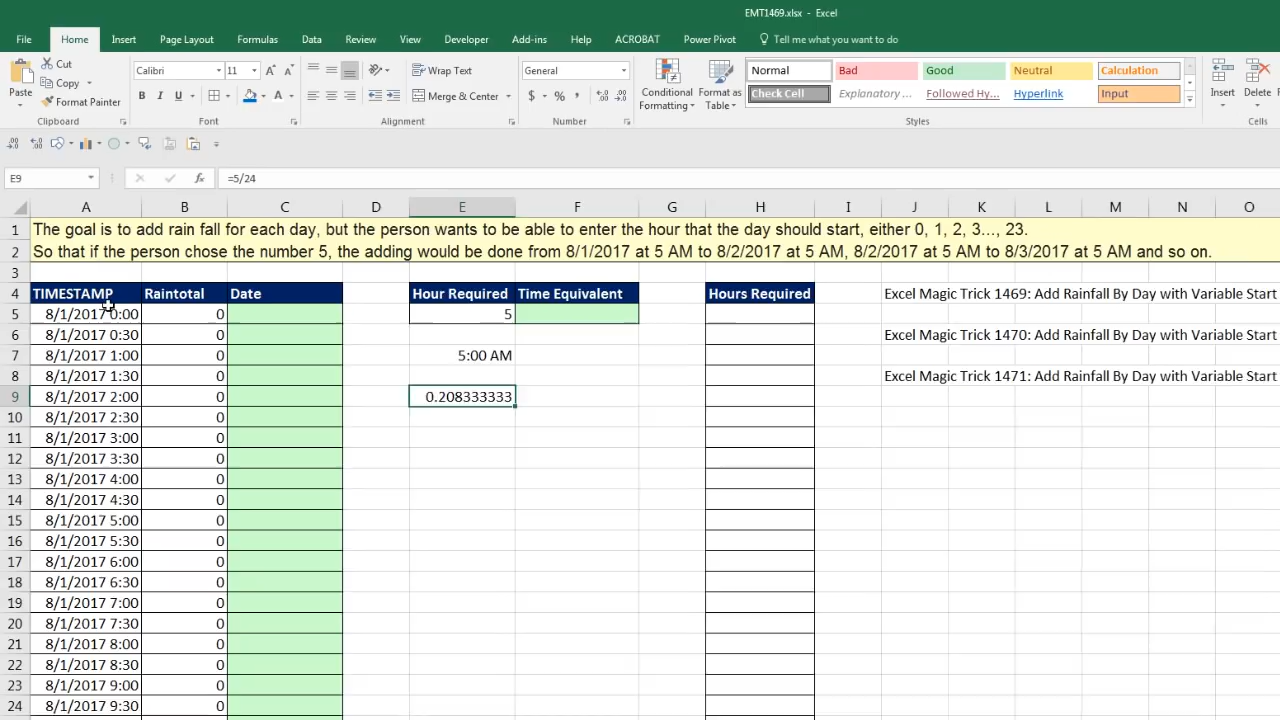 EMT1469.xlsx - Excel
File Home Insert Page Layout Formulas Data Review View Developer Add-ins Help ACROBAT Power Pivot Tell me what you want to do
Paste
Cut
Copy
Format Painter
Clipboard
Calibri 11
B I U
Font
Wrap Text
Merge & Center
Alignment
General
$ % ,
Number
Conditional Formatting
Format as Table
Normal Bad Good Neutral Calculation
Check Cell Explanatory ... Followed Hy... Hyperlink Input
Styles
Insert Delete
Cells
E9 fx =5/24
A B C D E F G H I J K L M N O
1 The goal is to add rain fall for each day, but the person wants to be able to enter the hour that the day should start, either 0, 1, 2, 3..., 23.
2 So that if the person chose the number 5, the adding would be done from 8/1/2017 at 5 AM to 8/2/2017 at 5 AM, 8/2/2017 at 5 AM to 8/3/2017 at 5 AM and so on.
3
4 TIMESTAMP Raintotal Date Hour Required Time Equivalent Hours Required Excel Magic Trick 1469: Add Rainfall By Day with Variable Start
5 8/1/2017 0:00 0 5
6 8/1/2017 0:30 0 Excel Magic Trick 1470: Add Rainfall By Day with Variable Start
7 8/1/2017 1:00 0 5:00 AM
8 8/1/2017 1:30 0 Excel Magic Trick 1471: Add Rainfall By Day with Variable Start
9 8/1/2017 2:00 0 0.208333333
10 8/1/2017 2:30 0
11 8/1/2017 3:00 0
12 8/1/2017 3:30 0
13 8/1/2017 4:00 0
14 8/1/2017 4:30 0
15 8/1/2017 5:00 0
16 8/1/2017 5:30 0
17 8/1/2017 6:00 0
18 8/1/2017 6:30 0
19 8/1/2017 7:00 0
20 8/1/2017 7:30 0
21 8/1/2017 8:00 0
22 8/1/2017 8:30 0
23 8/1/2017 9:00 0
24 8/1/2017 9:30 0